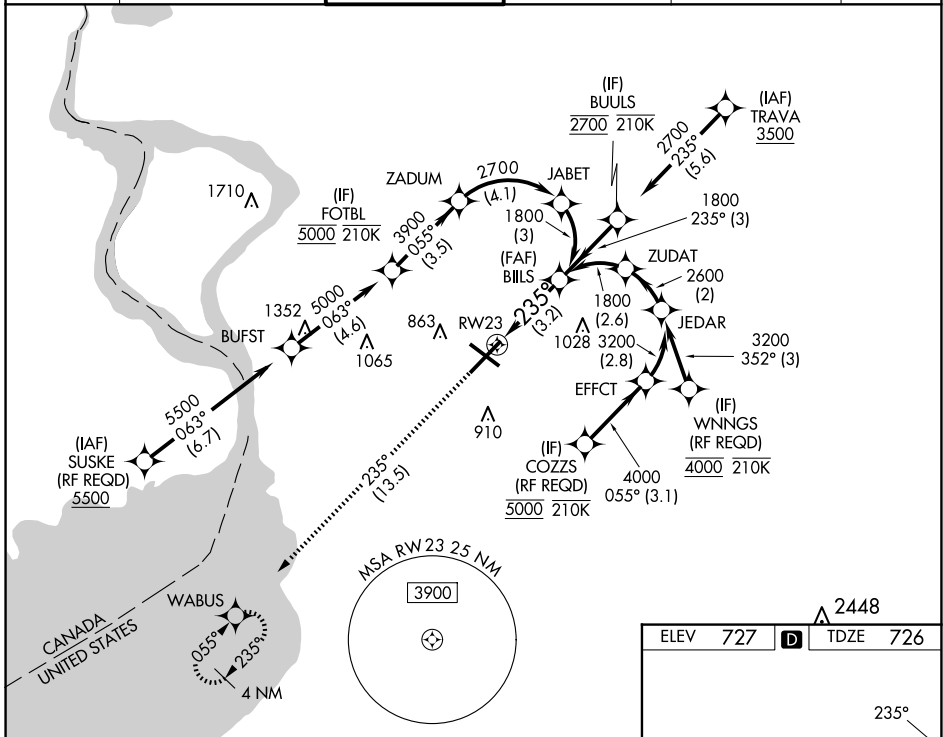 (IF)
BUULS
2700 210K
(IAF)
TRAVA
3500
2700
235°
(5.6)
1710
ZADUM
2700
(4.1)
JABET
(IF)
FOTBL
5000 210K
3900
055°
(3.5)
1800
(3)
1800
235° (3)
(FAF)
BIILS
ZUDAT
2600
(2)
1352
5000
063°
(4.6)
BUFST
1065
863
RW23
235°
(3.2)
1800
(2.6)
1028
3200
(2.8)
JEDAR
3200
352° (3)
EFFCT
5500
063°
(6.7)
(IAF)
SUSKE
(RF REQD)
5500
910
(IF)
WNNGS
(RF REQD)
4000 210K
(IF)
COZZS
(RF REQD)
5000 210K
4000
055° (3.1)
235°
(13.5)
MSA RW 23 25 NM
3900
WABUS
055°
235°
4 NM
CANADA
UNITED STATES
2448
ELEV 727 D TDZE 726
235°